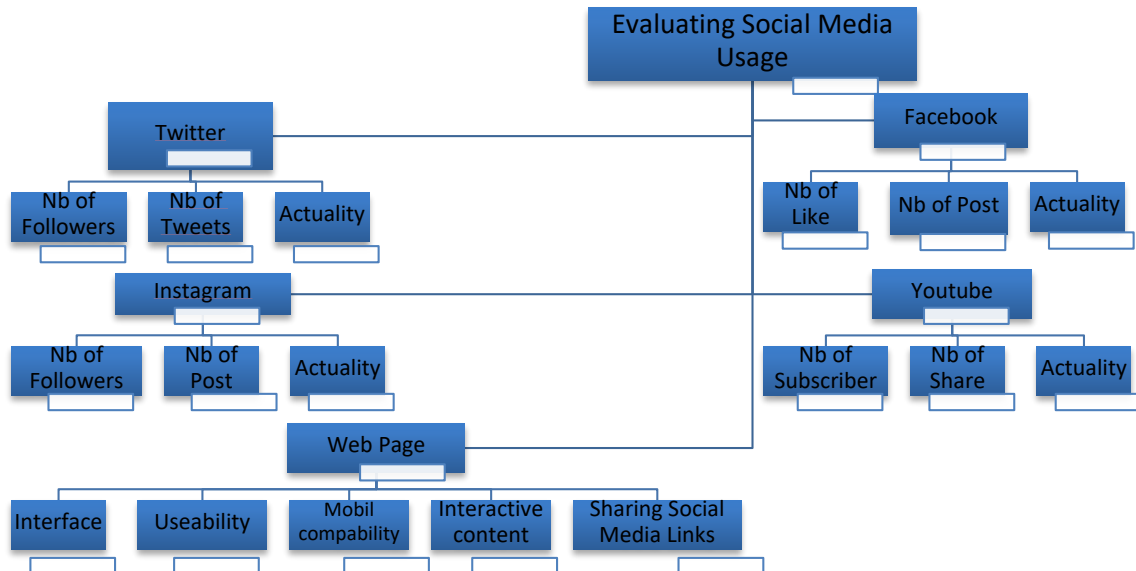 Evaluating Social Media
Usage
Twitter
Facebook
Nb of
Followers
Nb of
Tweets
Actuality
Nb of
Like
Nb of Post
Actuality
Instagram
Youtube
Nb of
Followers
Nb of
Post
Actuality
Nb of
Subscriber
Nb of
Share
Actuality
Web Page
Interface
Useability
Mobil
compability
Interactive
content
Sharing Social
Media Links